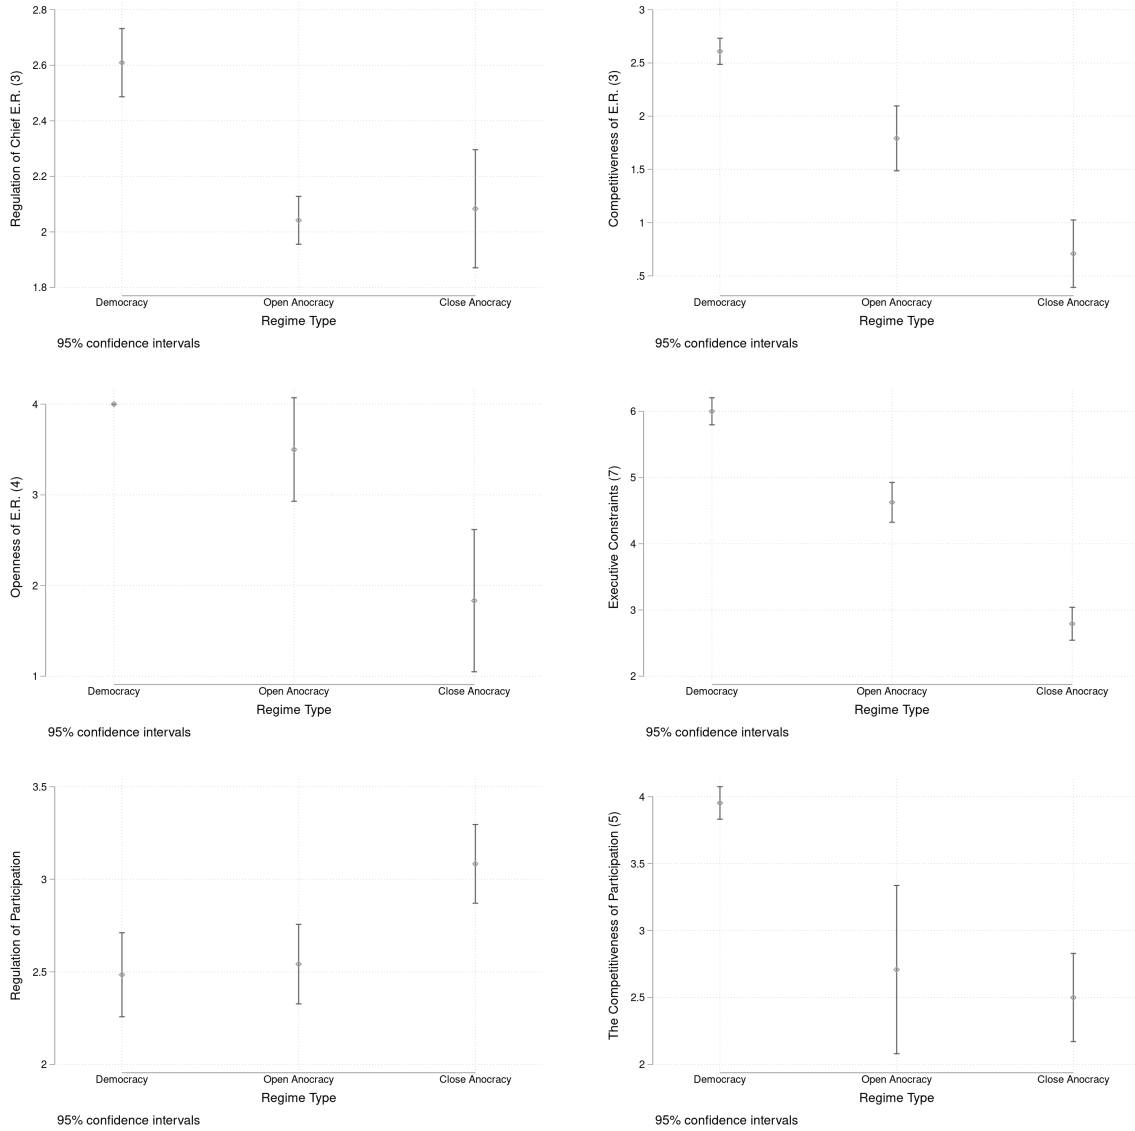 Regulation of Chief E.R. (3)
2.8
2.6
2.4
2.2
2
1.8
Democracy Open Anocracy Close Anocracy
Regime Type
95% confidence intervals
Competitiveness of E.R. (3)
3
2.5
2
1.5
1
.5
Democracy Open Anocracy Close Anocracy
Regime Type
95% confidence intervals
Openness of E.R. (4)
4
3
2
1
Democracy Open Anocracy Close Anocracy
Regime Type
95% confidence intervals
Executive Constraints (7)
6
5
4
3
2
Democracy Open Anocracy Close Anocracy
Regime Type
95% confidence intervals
Regulation of Participation
3.5
3
2.5
2
Democracy Open Anocracy Close Anocracy
Regime Type
95% confidence intervals
The Competitiveness of Participation (5)
4
3.5
3
2.5
2
Democracy Open Anocracy Close Anocracy
Regime Type
95% confidence intervals